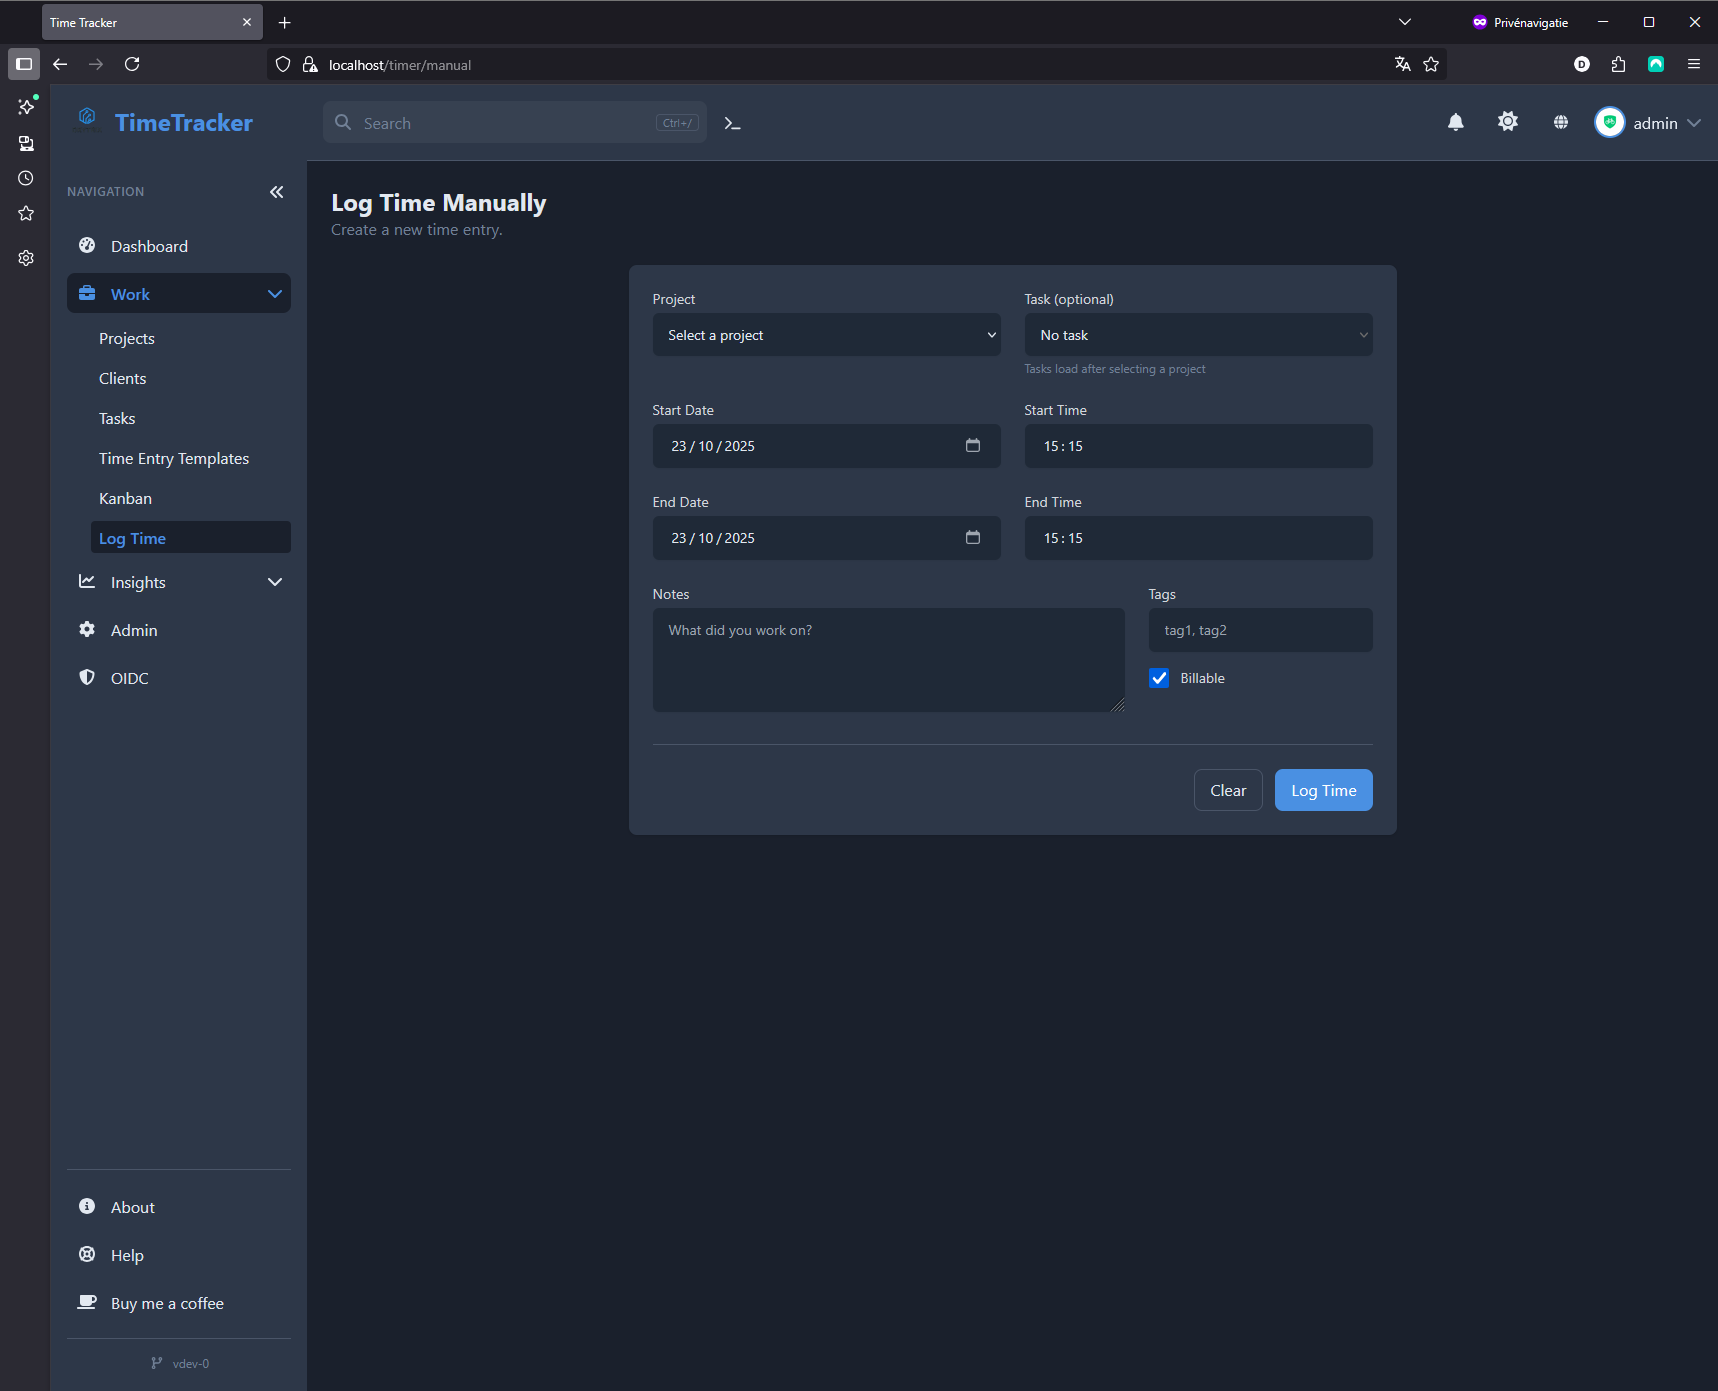 Time Tracker
Privénavigatie
localhost/timer/manual
TimeTracker
Search
Ctrl+/
admin
NAVIGATION
Dashboard
Work
Projects
Clients
Tasks
Time Entry Templates
Kanban
Log Time
Insights
Admin
OIDC
About
Help
Buy me a coffee
vdev-0
Log Time Manually
Create a new time entry.
Project
Task (optional)
Select a project
No task
Tasks load after selecting a project
Start Date
Start Time
23 / 10 / 2025
15 : 15
End Date
End Time
23 / 10 / 2025
15 : 15
Notes
Tags
What did you work on?
tag1, tag2
Billable
Clear
Log Time